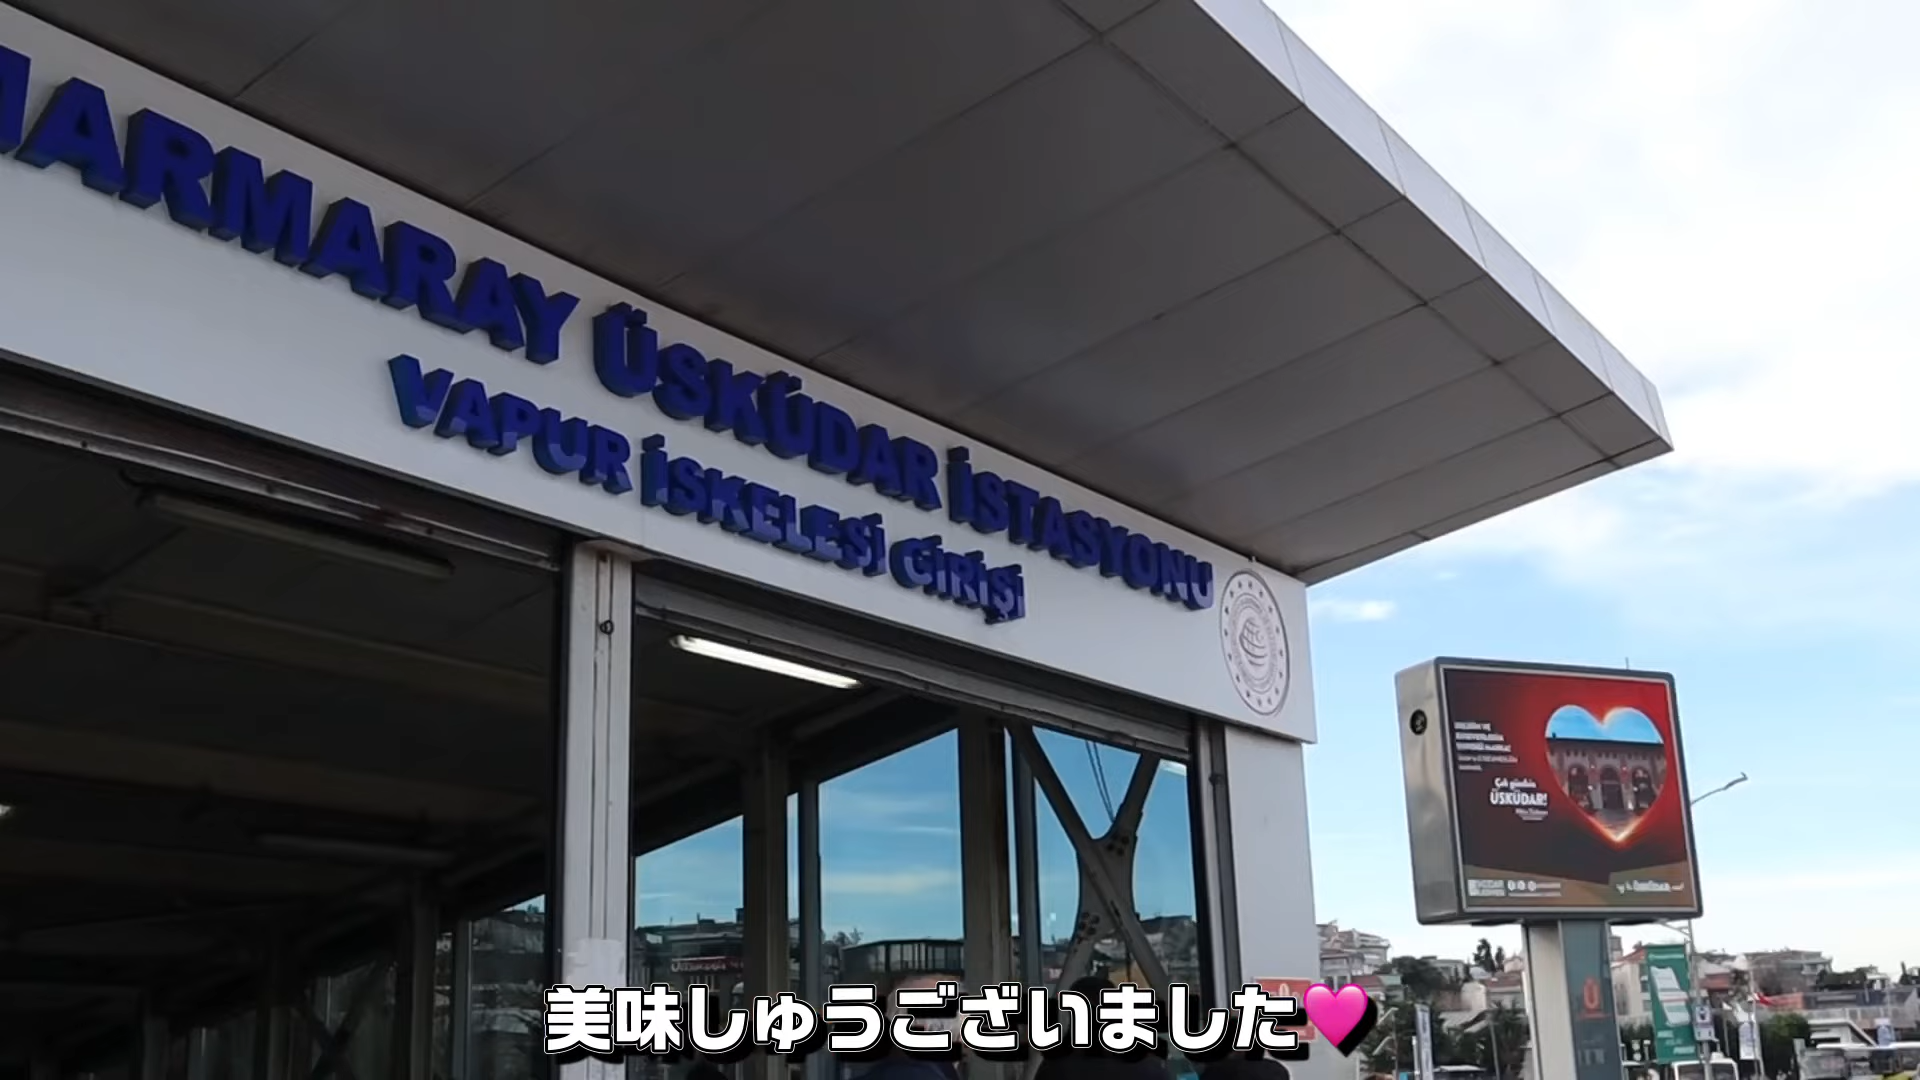 MARMARAY ÜSKÜDAR İSTASYONU
VAPUR İSKELESİ GİRİŞİ
ÜSKÜDAR!
美味しゅうございました🩷